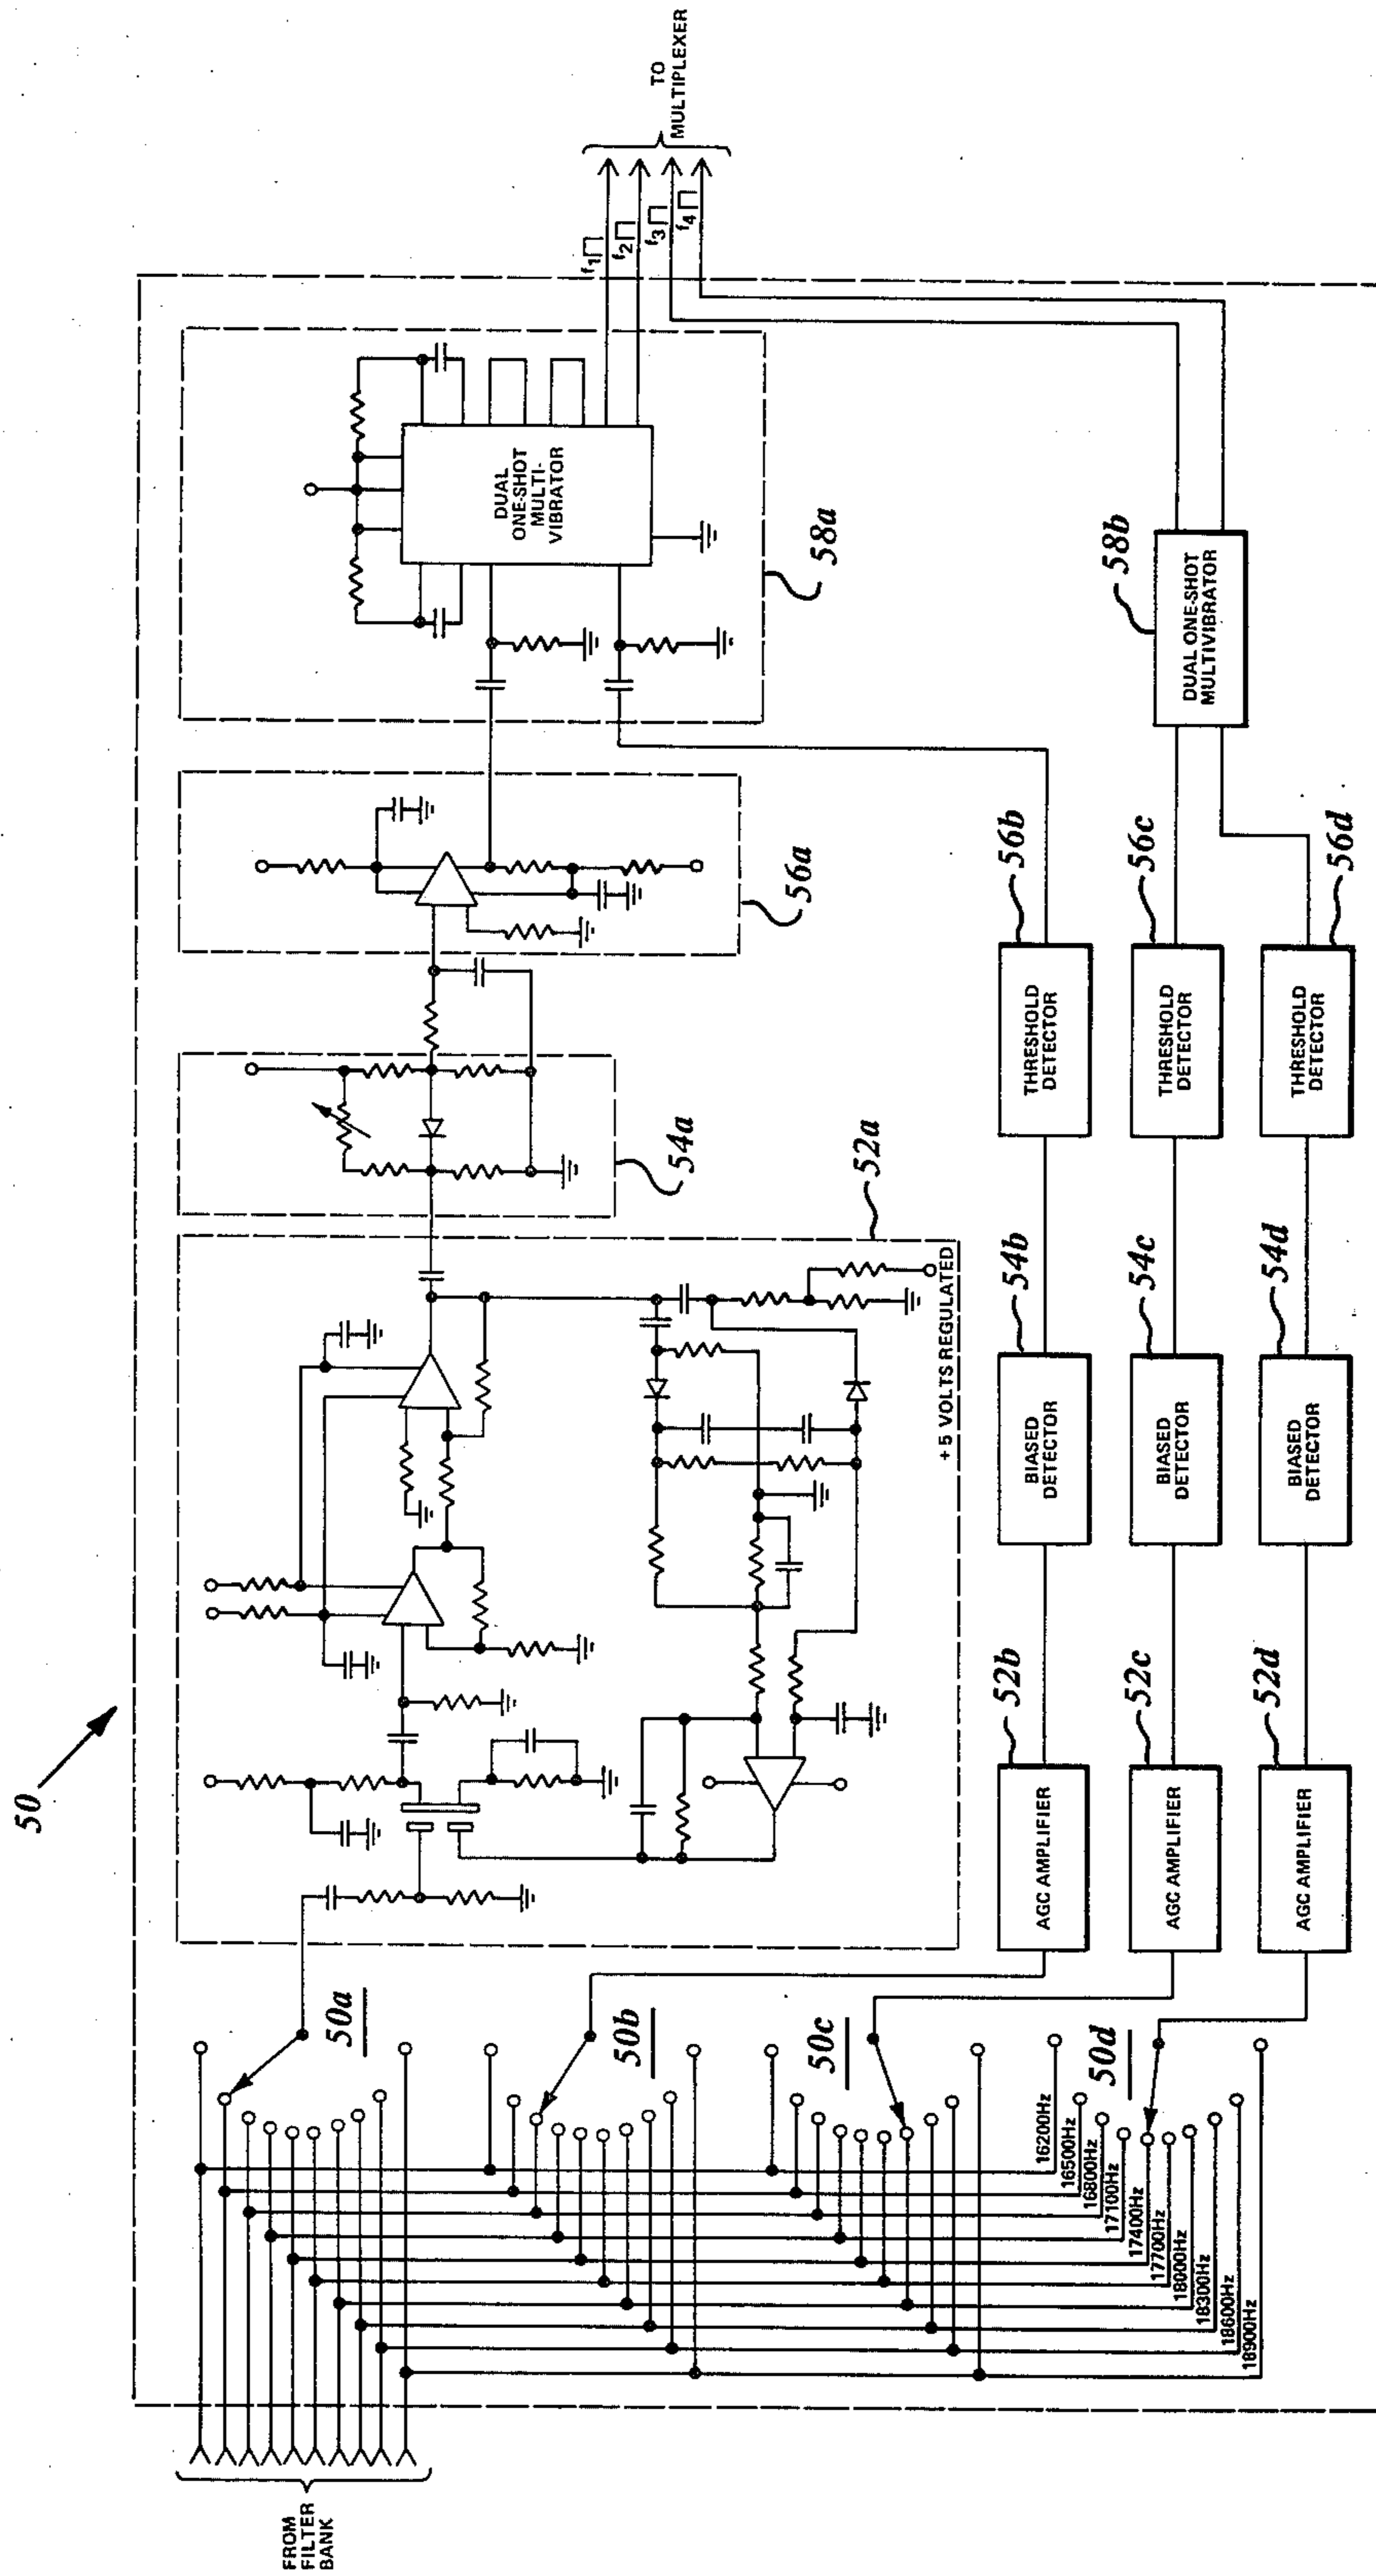 50
FROM
FILTER
BANK
50a
50b
50c
50d
16200Hz
16500Hz
16800Hz
17100Hz
17400Hz
17700Hz
18000Hz
18300Hz
18600Hz
18900Hz
52a
+5 VOLTS REGULATED
54a
56a
DUAL
ONE-SHOT
MULTI-
VIBRATOR
58a
f1
f2
f3
f4
TO
MULTIPLEXER
AGC AMPLIFIER
52b
BIASED
DETECTOR
54b
THRESHOLD
DETECTOR
56b
AGC AMPLIFIER
52c
BIASED
DETECTOR
54c
THRESHOLD
DETECTOR
56c
DUAL ONE-SHOT
MULTIVIBRATOR
58b
AGC AMPLIFIER
52d
BIASED
DETECTOR
54d
THRESHOLD
DETECTOR
56d